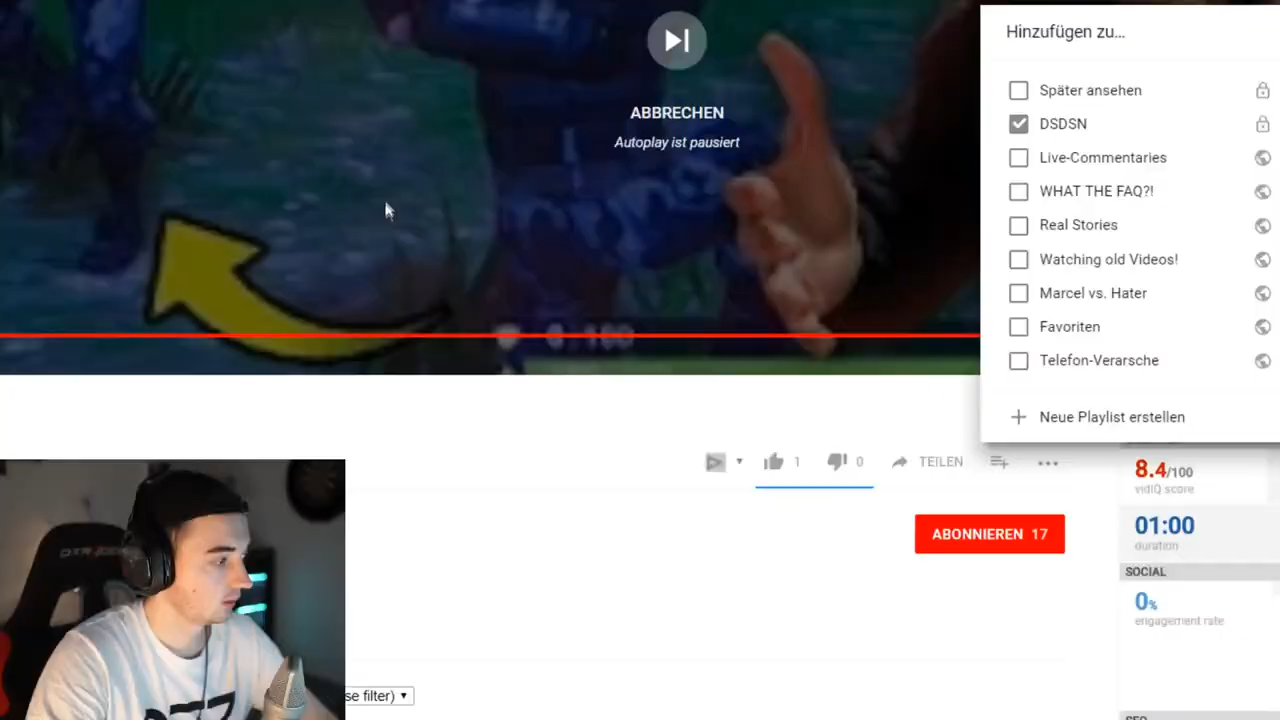 Hinzufügen zu...
Später ansehen
DSDSN
Live-Commentaries
WHAT THE FAQ?!
Real Stories
Watching old Videos!
Marcel vs. Hater
Favoriten
Telefon-Verarsche
Neue Playlist erstellen
ABBRECHEN
Autoplay ist pausiert
1
0
TEILEN
ABONNIEREN 17
8.4/100
vidIQ score
01:00
duration
SOCIAL
0%
engagement rate
se filter)